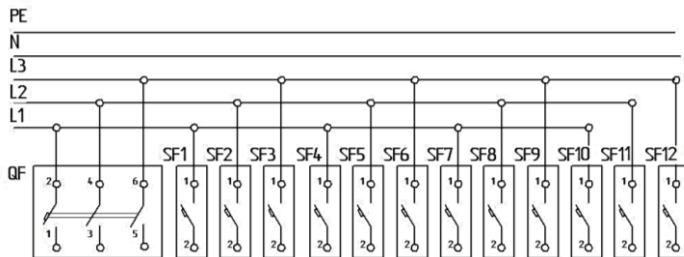 PE
N
L3
L2
L1
SF1 SF2 SF3 SF4 SF5 SF6 SF7 SF8 SF9 SF10 SF11 SF12
QF
2 4 6 1 1 1 1 1 1 1 1 1 1 1 1
1 3 5 2 2 2 2 2 2 2 2 2 2 2 2